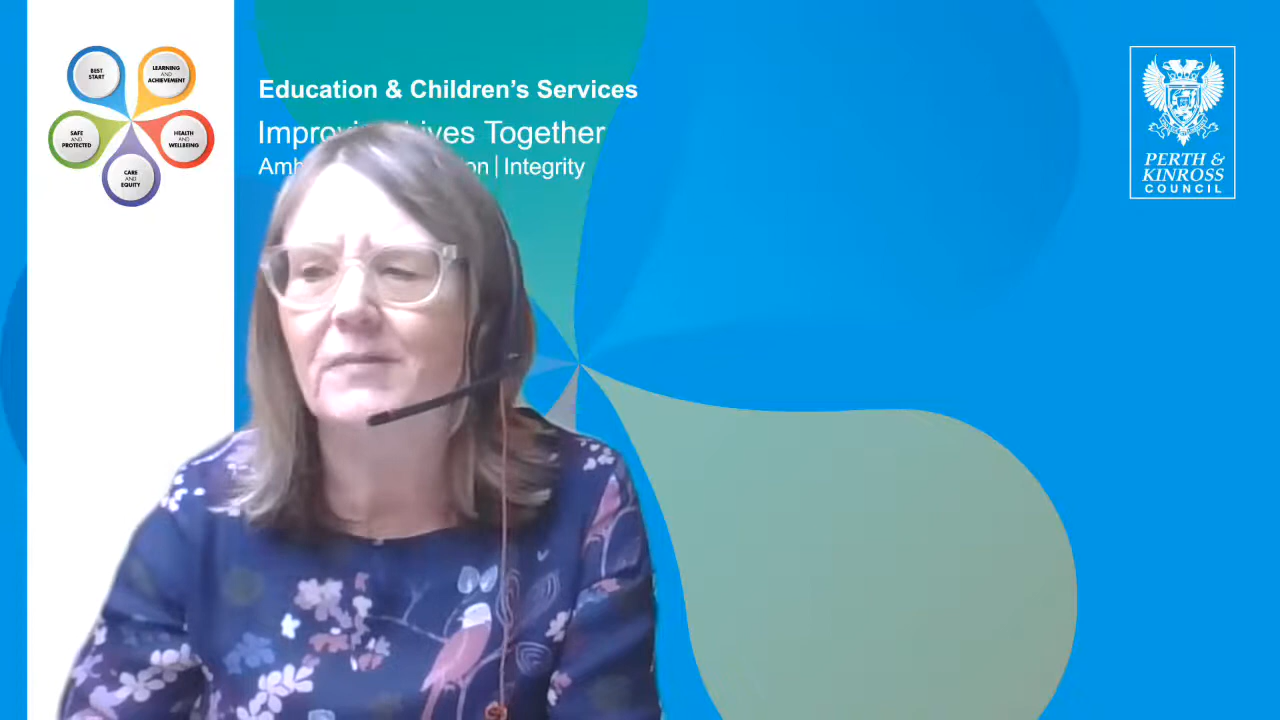 BEST
START
LEARNING
AND
ACHIEVEMENT
SAFE
AND
PROTECTED
HEALTH
AND
WELLBEING
CARE
AND
EQUITY
Education & Children's Services
Together
| Integrity
PERTH &
KINROSS
COUNCIL